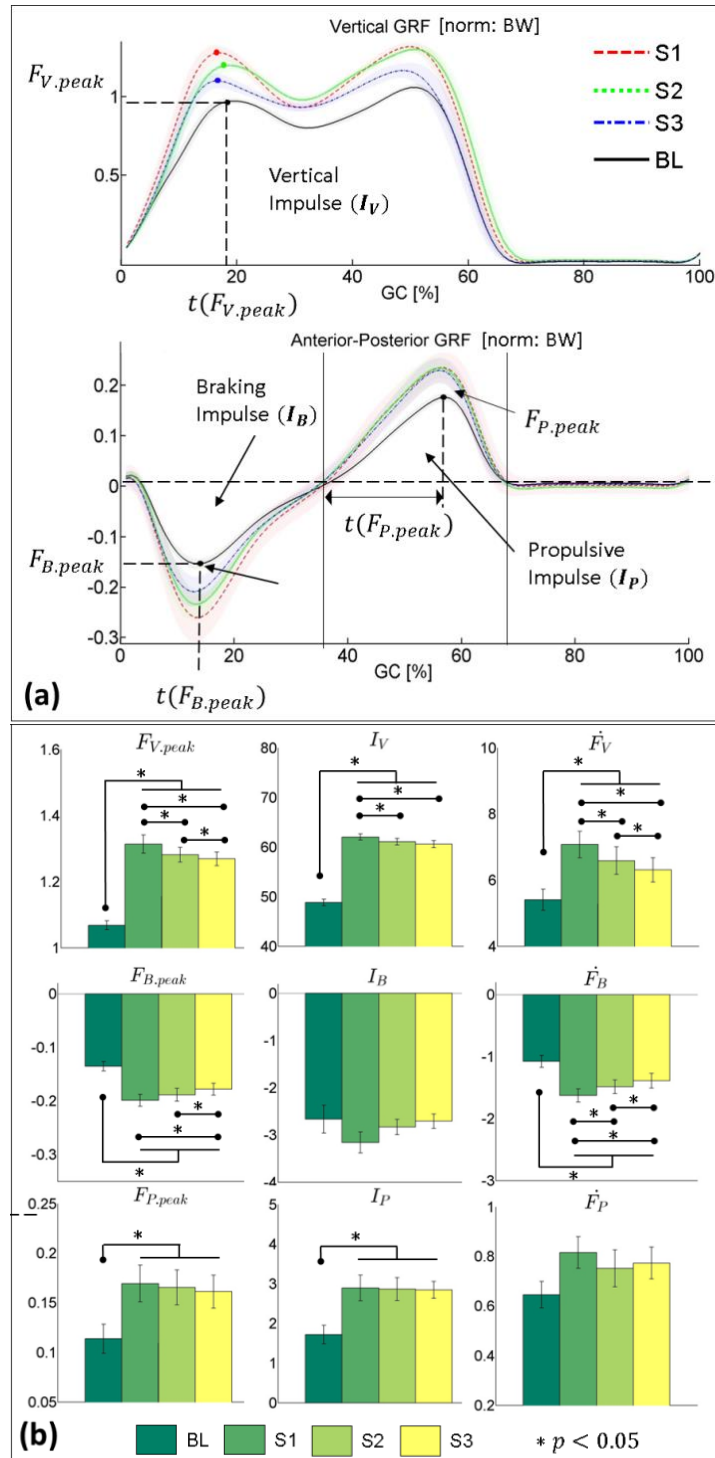 Vertical GRF [norm: BW]
F_V.peak
1
0.5
S1
S2
S3
BL
Vertical
Impulse (I_V)
0 20 40 60 80 100
t(F_V.peak)
GC [%]
Anterior-Posterior GRF [norm: BW]
0.2
0.1
0
-0.1
-0.2
-0.3
Braking
Impulse (I_B)
F_P.peak
t(F_P.peak)
F_B.peak
Propulsive
Impulse (I_P)
0 20 40 60 80 100
GC [%]
t(F_B.peak)
(a)
F_V.peak
1.6
1.4
1.2
1
* * * *
I_V
80
70
60
50
40
* * *
Ḟ_V
10
8
6
4
* * * *
F_B.peak
0
-0.1
-0.2
-0.3
* * *
I_B
0
-1
-2
-3
-4
Ḟ_B
0
-1
-2
-3
* * * *
F_P.peak
0.25
0.2
0.15
0.1
0.05
*
I_P
5
4
3
2
1
0
*
Ḟ_P
1
0.8
0.6
0.4
0.2
(b)
BL S1 S2 S3 * p < 0.05